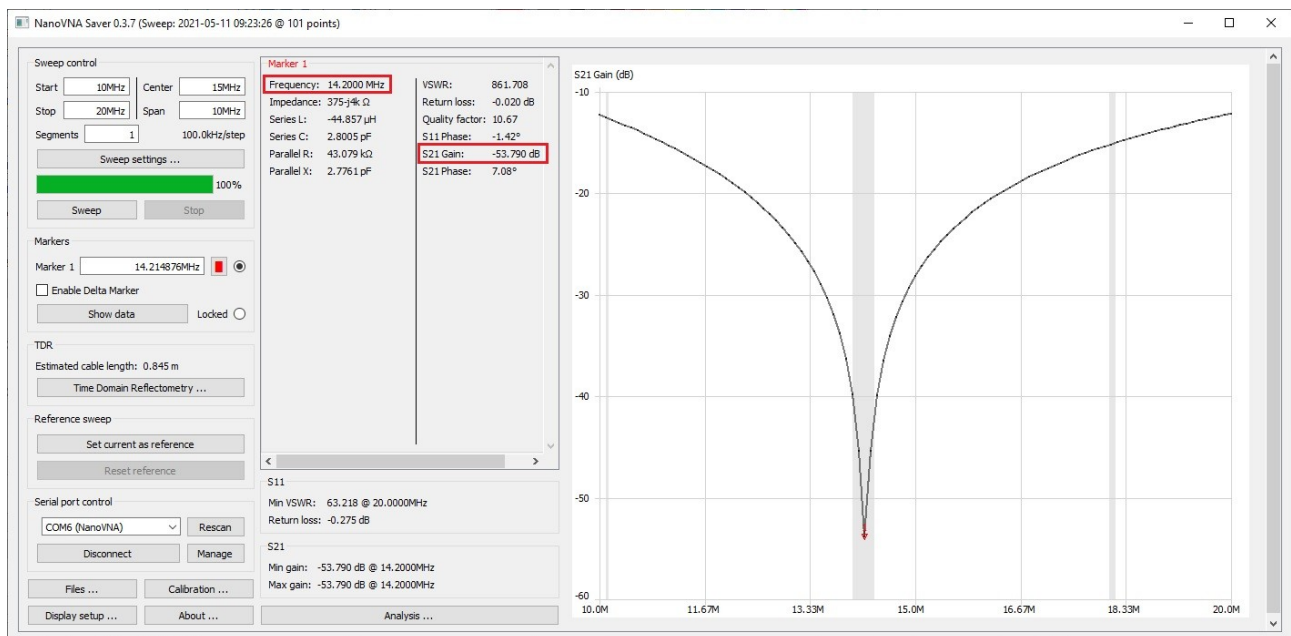 NanoVNA Saver 0.3.7 (Sweep: 2021-05-11 09:23:26 @ 101 points)
Sweep control
Start 10MHz Center 15MHz
Stop 20MHz Span 10MHz
Segments 1 100.0kHz/step
Sweep settings ...
100%
Sweep Stop
Markers
Marker 1 14.214876MHz
Enable Delta Marker
Show data Locked
TDR
Estimated cable length: 0.845 m
Time Domain Reflectometry ...
Reference sweep
Set current as reference
Reset reference
Serial port control
COM6 (NanoVNA) Rescan
Disconnect Manage
Files ... Calibration ...
Display setup ... About ...
Marker 1
Frequency: 14.2000 MHz
Impedance: 375-j4k Ω
Series L: -44.857 µH
Series C: 2.8005 pF
Parallel R: 43.079 kΩ
Parallel X: 2.7761 pF
VSWR: 861.708
Return loss: -0.020 dB
Quality factor: 10.67
S11 Phase: -1.42°
S21 Gain: -53.790 dB
S21 Phase: 7.08°
S11
Min VSWR: 63.218 @ 20.0000MHz
Return loss: -0.275 dB
S21
Min gain: -53.790 dB @ 14.2000MHz
Max gain: -53.790 dB @ 14.2000MHz
Analysis ...
S21 Gain (dB)
-10
-20
-30
-40
-50
-60
10.0M 11.67M 13.33M 15.0M 16.67M 18.33M 20.0M